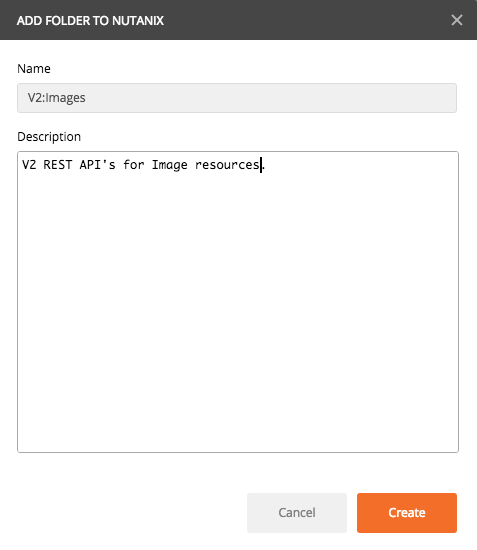 ADD FOLDER TO NUTANIX
Name
V2:Images
Description
V2 REST API's for Image resources.
Cancel
Create